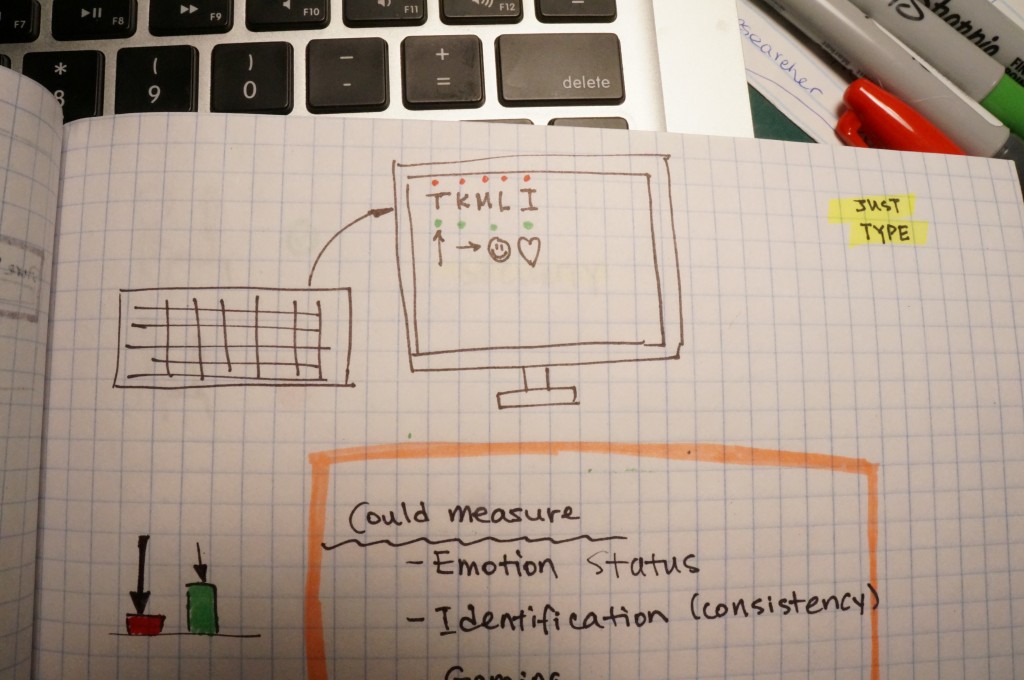 F7
F8
F9
F10
F11
F12
*
8
(
9
)
0
-
-
+
=
delete
searcher
T K M L I
JUST
TYPE
Could measure
- Emotion Status
- Identification (consistency)
Gaming